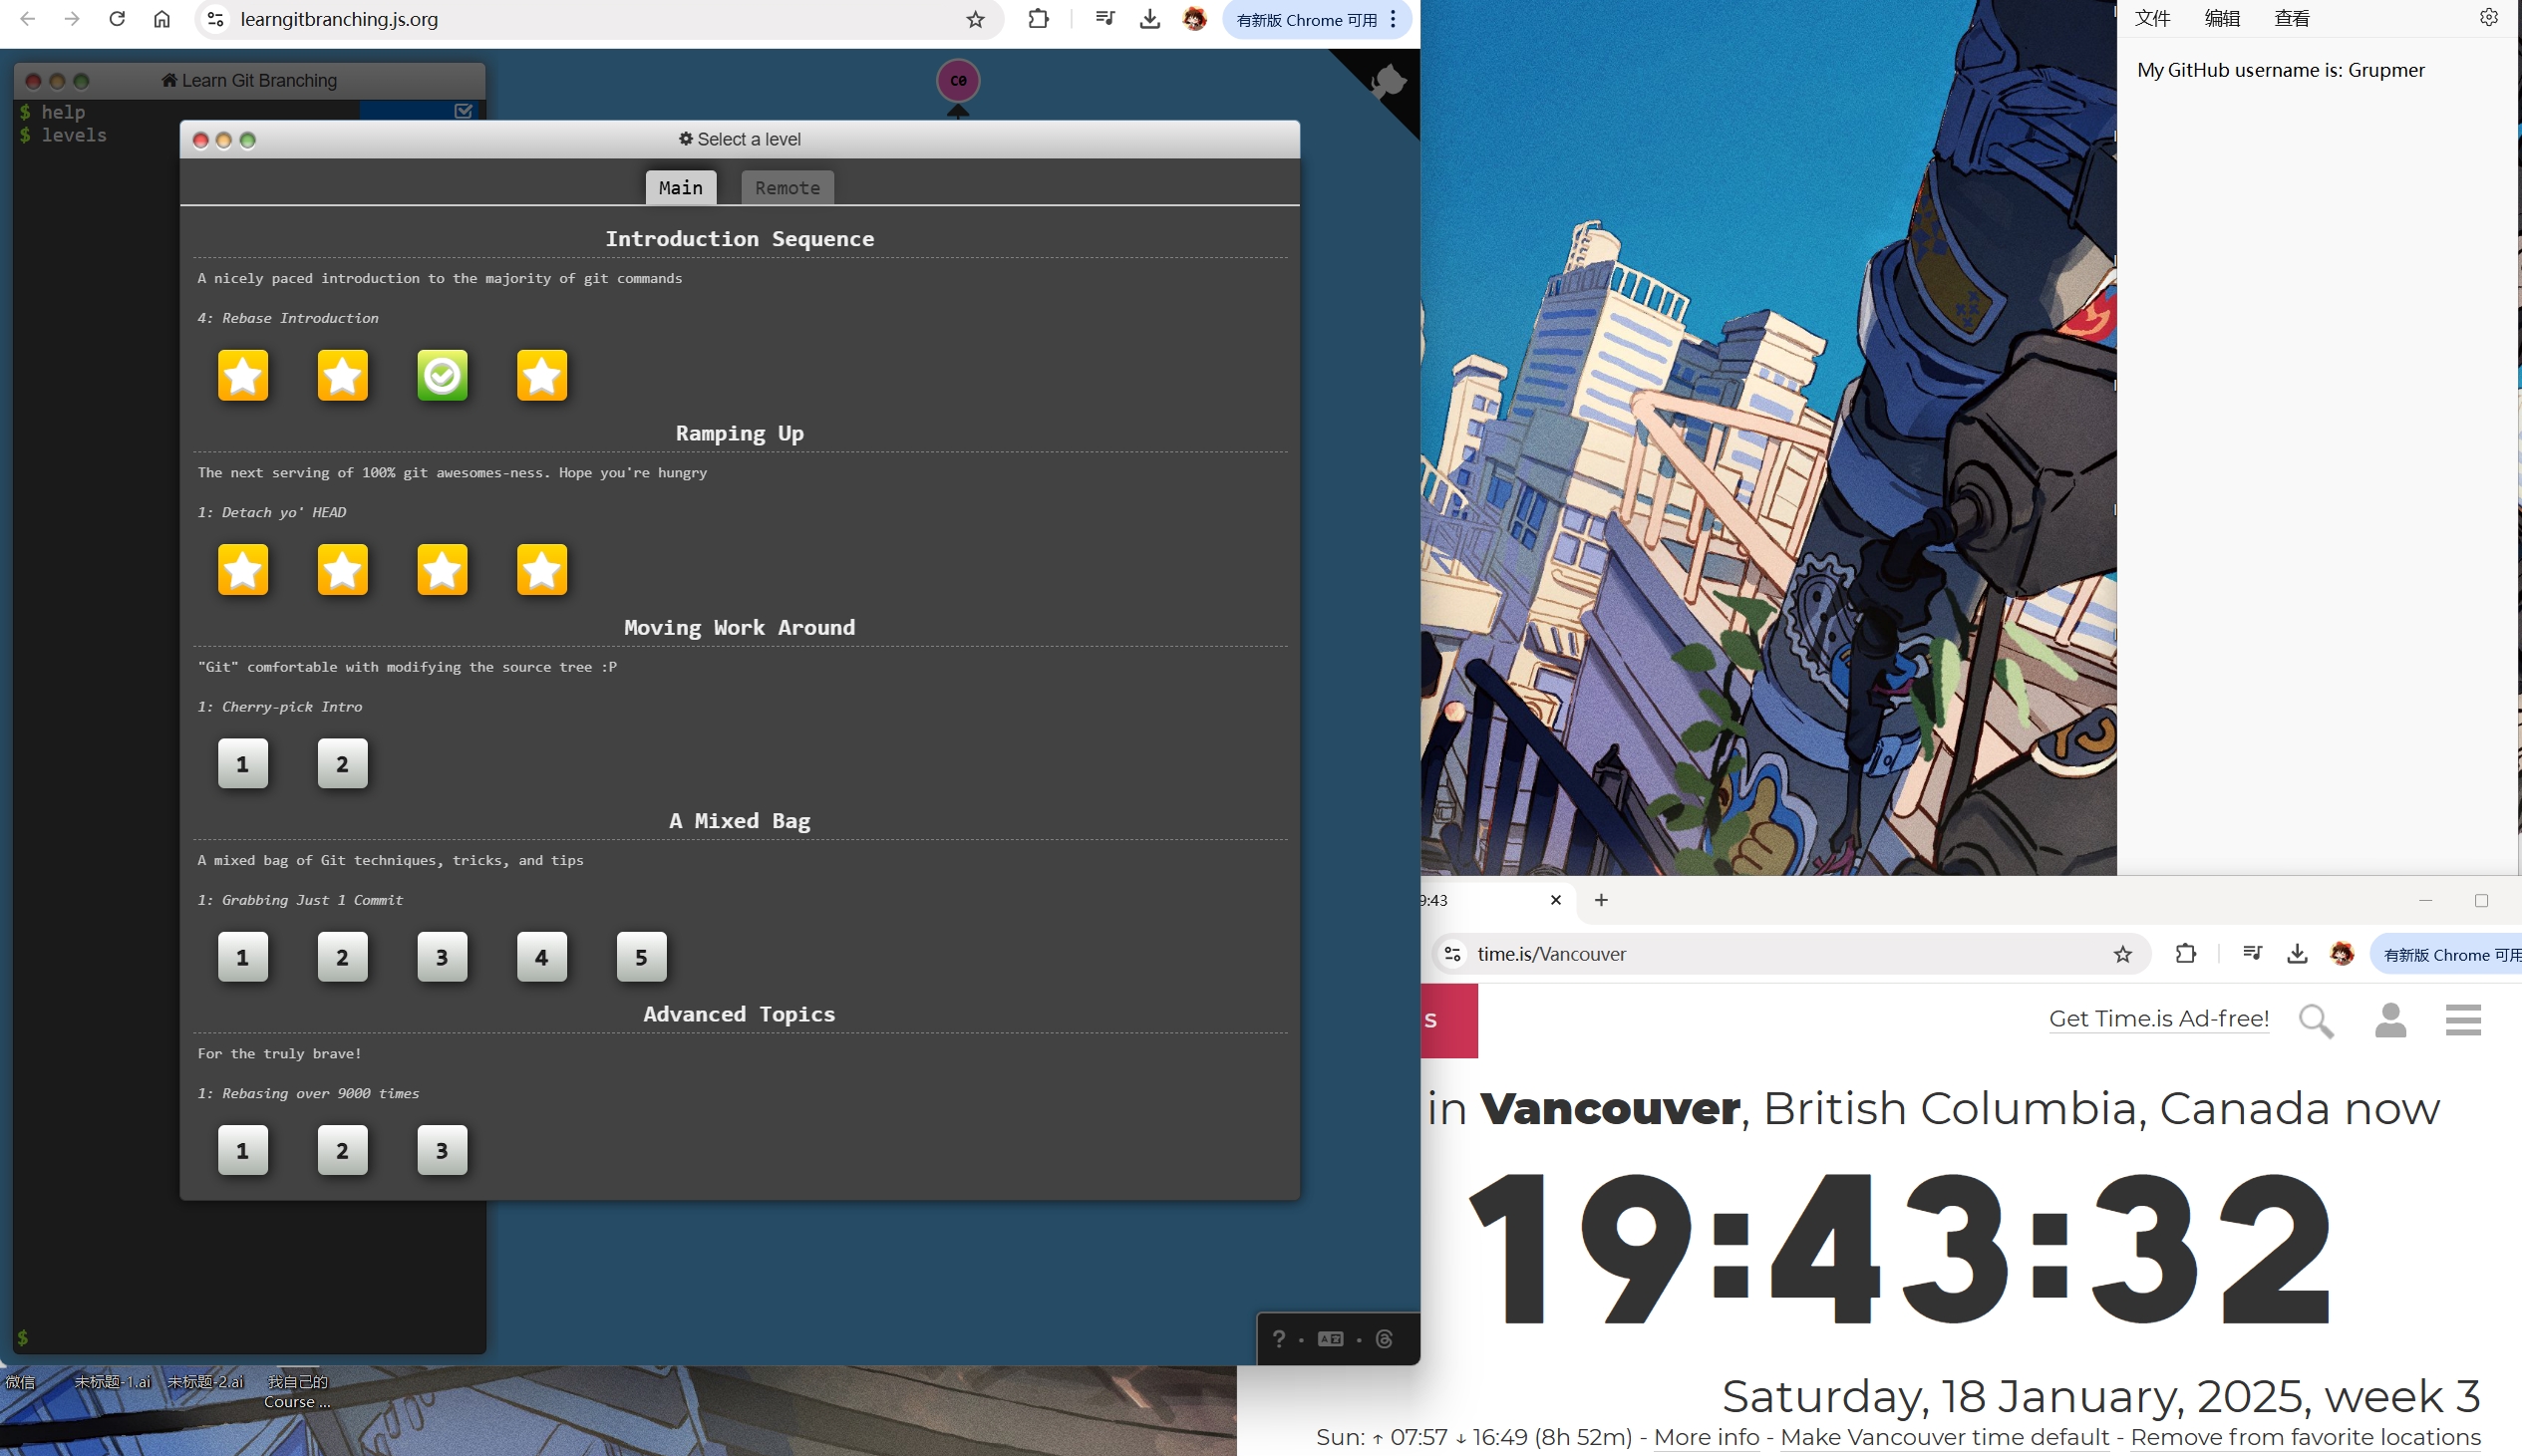 learngitbranching.js.org
有新版 Chrome 可用
Learn Git Branching
$ help
$ levels
$
C0
Select a level
Main
Remote
Introduction Sequence
A nicely paced introduction to the majority of git commands
4: Rebase Introduction
Ramping Up
The next serving of 100% git awesomes-ness. Hope you're hungry
1: Detach yo' HEAD
Moving Work Around
"Git" comfortable with modifying the source tree :P
1: Cherry-pick Intro
1 2
A Mixed Bag
A mixed bag of Git techniques, tricks, and tips
1: Grabbing Just 1 Commit
1 2 3 4 5
Advanced Topics
For the truly brave!
1: Rebasing over 9000 times
1 2 3
微信
未标题-1.ai
未标题-2.ai
我自己的
Course ...
文件 编辑 查看
My GitHub username is: Grupmer
9:43
time.is/Vancouver
有新版 Chrome 可用
s
Get Time.is Ad-free!
in Vancouver, British Columbia, Canada now
19:43:32
Saturday, 18 January, 2025, week 3
Sun: ↑ 07:57 ↓ 16:49 (8h 52m) - More info - Make Vancouver time default - Remove from favorite locations